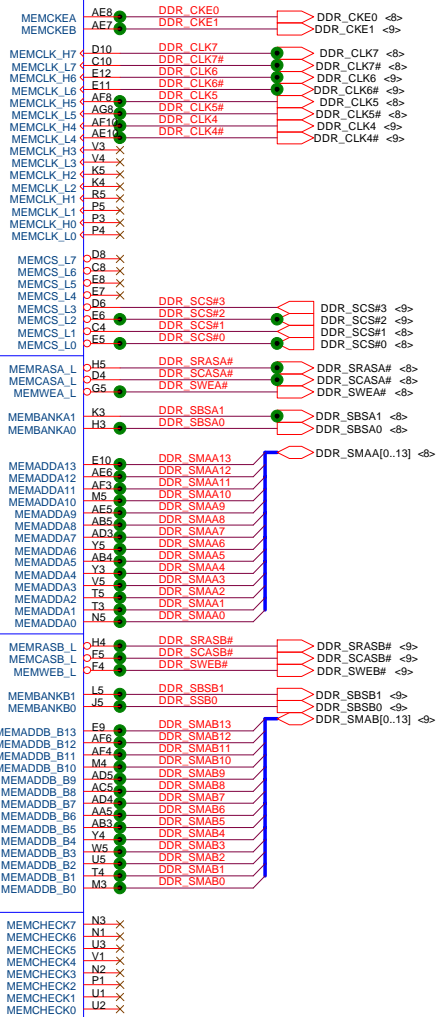 MEMCKEA AE8 DDR_CKE0 DDR_CKE0 <8>
MEMCKEB AE7 DDR_CKE1 DDR_CKE1 <9>
MEMCLK_H7 D10 DDR_CLK7 DDR_CLK7 <8>
MEMCLK_L7 C10 DDR_CLK7# DDR_CLK7# <8>
MEMCLK_H6 E12 DDR_CLK6 DDR_CLK6 <9>
MEMCLK_L6 E11 DDR_CLK6# DDR_CLK6# <9>
MEMCLK_H5 AF8 DDR_CLK5 DDR_CLK5 <8>
MEMCLK_L5 AG8 DDR_CLK5# DDR_CLK5# <8>
MEMCLK_H4 AF10 DDR_CLK4 DDR_CLK4 <9>
MEMCLK_L4 AE10 DDR_CLK4# DDR_CLK4# <9>
MEMCLK_H3 V3
MEMCLK_L3 V4
MEMCLK_H2 K5
MEMCLK_L2 K4
MEMCLK_H1 R5
MEMCLK_L1 P5
MEMCLK_H0 P3
MEMCLK_L0 P4
MEMCS_L7 D8
MEMCS_L6 C8
MEMCS_L5 E8
MEMCS_L4 E7
MEMCS_L3 D6 DDR_SCS#3 DDR_SCS#3 <9>
MEMCS_L2 E6 DDR_SCS#2 DDR_SCS#2 <9>
MEMCS_L1 C4 DDR_SCS#1 DDR_SCS#1 <8>
MEMCS_L0 E5 DDR_SCS#0 DDR_SCS#0 <8>
MEMRASA_L H5 DDR_SRASA# DDR_SRASA# <8>
MEMCASA_L D4 DDR_SCASA# DDR_SCASA# <8>
MEMWEA_L G5 DDR_SWEA# DDR_SWEA# <8>
MEMBANKA1 K3 DDR_SBSA1 DDR_SBSA1 <8>
MEMBANKA0 H3 DDR_SBSA0 DDR_SBSA0 <8>
DDR_SMAA[0..13] <8>
MEMADDA13 E10 DDR_SMAA13
MEMADDA12 AE6 DDR_SMAA12
MEMADDA11 AF3 DDR_SMAA11
MEMADDA10 M5 DDR_SMAA10
MEMADDA9 AE5 DDR_SMAA9
MEMADDA8 AB5 DDR_SMAA8
MEMADDA7 AD3 DDR_SMAA7
MEMADDA6 Y5 DDR_SMAA6
MEMADDA5 AB4 DDR_SMAA5
MEMADDA4 Y3 DDR_SMAA4
MEMADDA3 V5 DDR_SMAA3
MEMADDA2 T5 DDR_SMAA2
MEMADDA1 T3 DDR_SMAA1
MEMADDA0 N5 DDR_SMAA0
MEMRASB_L H4 DDR_SRASB# DDR_SRASB# <9>
MEMCASB_L F5 DDR_SCASB# DDR_SCASB# <9>
MEMWEB_L F4 DDR_SWEB# DDR_SWEB# <9>
MEMBANKB1 L5 DDR_SBSB1 DDR_SBSB1 <9>
MEMBANKB0 J5 DDR_SSB0 DDR_SBSB0 <9>
DDR_SMAB[0..13] <9>
MEMADDB_B13 E9 DDR_SMAB13
MEMADDB_B12 AF6 DDR_SMAB12
MEMADDB_B11 AF4 DDR_SMAB11
MEMADDB_B10 M4 DDR_SMAB10
MEMADDB_B9 AD5 DDR_SMAB9
MEMADDB_B8 AC5 DDR_SMAB8
MEMADDB_B7 AD4 DDR_SMAB7
MEMADDB_B6 AA5 DDR_SMAB6
MEMADDB_B5 AB3 DDR_SMAB5
MEMADDB_B4 Y4 DDR_SMAB4
MEMADDB_B3 W5 DDR_SMAB3
MEMADDB_B2 U5 DDR_SMAB2
MEMADDB_B1 T4 DDR_SMAB1
MEMADDB_B0 M3 DDR_SMAB0
MEMCHECK7 N3
MEMCHECK6 N1
MEMCHECK5 U3
MEMCHECK4 V1
MEMCHECK3 N2
MEMCHECK2 P1
MEMCHECK1 U1
MEMCHECK0 U2